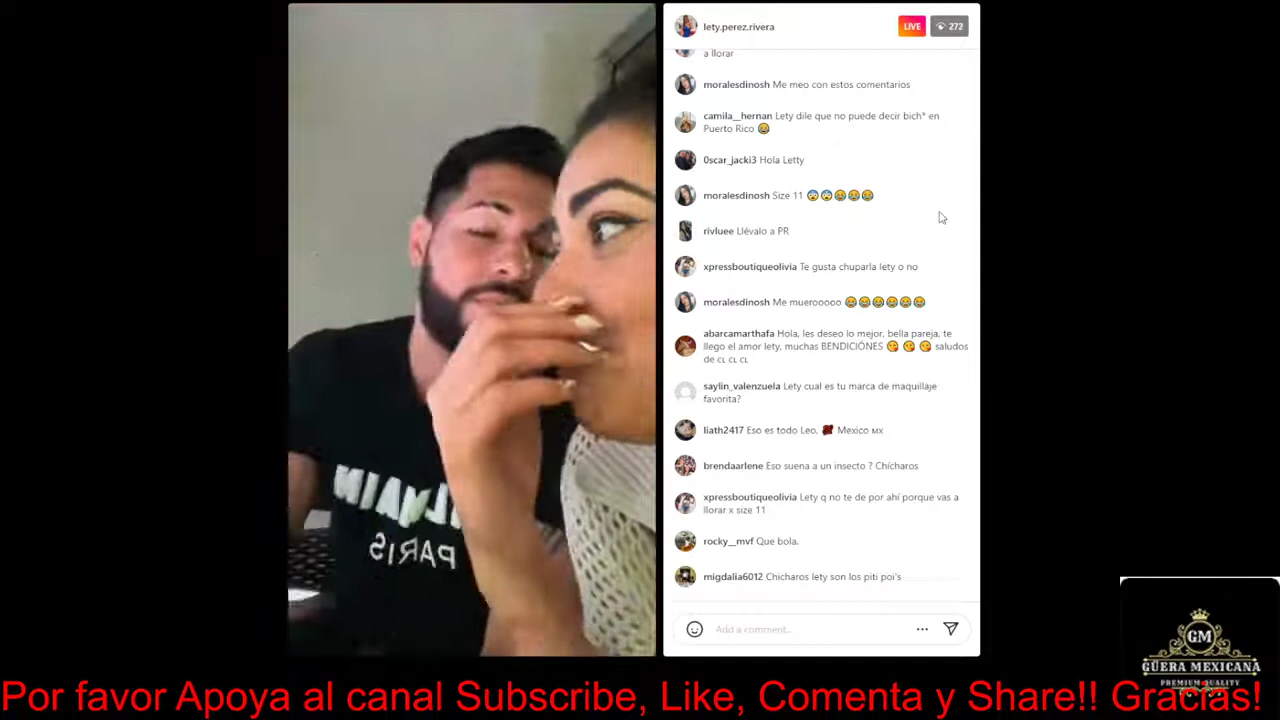 lety.perez.rivera
LIVE
272
a llorar
moralesdinosh Me meo con estos comentarios
camila__hernan Lety dile que no puede decir bich* en
Puerto Rico 😂
0scar_jacki3 Hola Letty
moralesdinosh Size 11 😨😨😂😂😂
rivluee Llévalo a PR
xpressboutiqueolivia Te gusta chuparla lety o no
moralesdinosh Me muerooooo 😂😂😂😂😂😂
abarcamarthafa Hola, les deseo lo mejor, bella pareja, te
llego el amor lety, muchas BENDICIÓNES 😘 😘 😘 saludos
de CL CL CL
saylin_valenzuela Lety cual es tu marca de maquillaje
favorita?
liath2417 Eso es todo Leo, 🌹 Mexico MX
brendaarlene Eso suena a un insecto ? Chícharos
xpressboutiqueolivia Lety q no te de por ahí porque vas a
llorar x size 11
rocky__mvf Que bola.
migdalia6012 Chicharos lety son los piti poi's
Add a comment...
PARIS
GM
GÜERA MEXICANA
PREMIUM QUALITY
Por favor Apoya al canal Subscribe, Like, Comenta y Share!! Gracias!